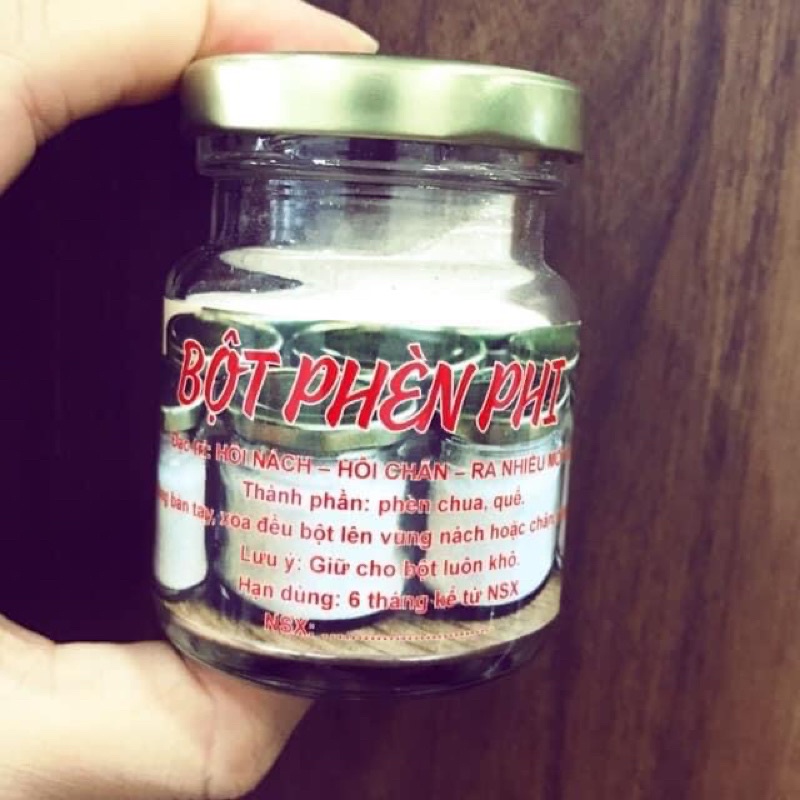 BỘT PHÈN PHI
Đặc trị: HÔI NÁCH – HÔI CHÂN – RA NHIỀU
Thành phần: phèn chua, quế.
bàn tay, xoa đều bột lên vùng nách hoặc chân,
Lưu ý: Giữ cho bột luôn khô.
Hạn dùng: 6 tháng kể từ NSX
NSX: ...............................